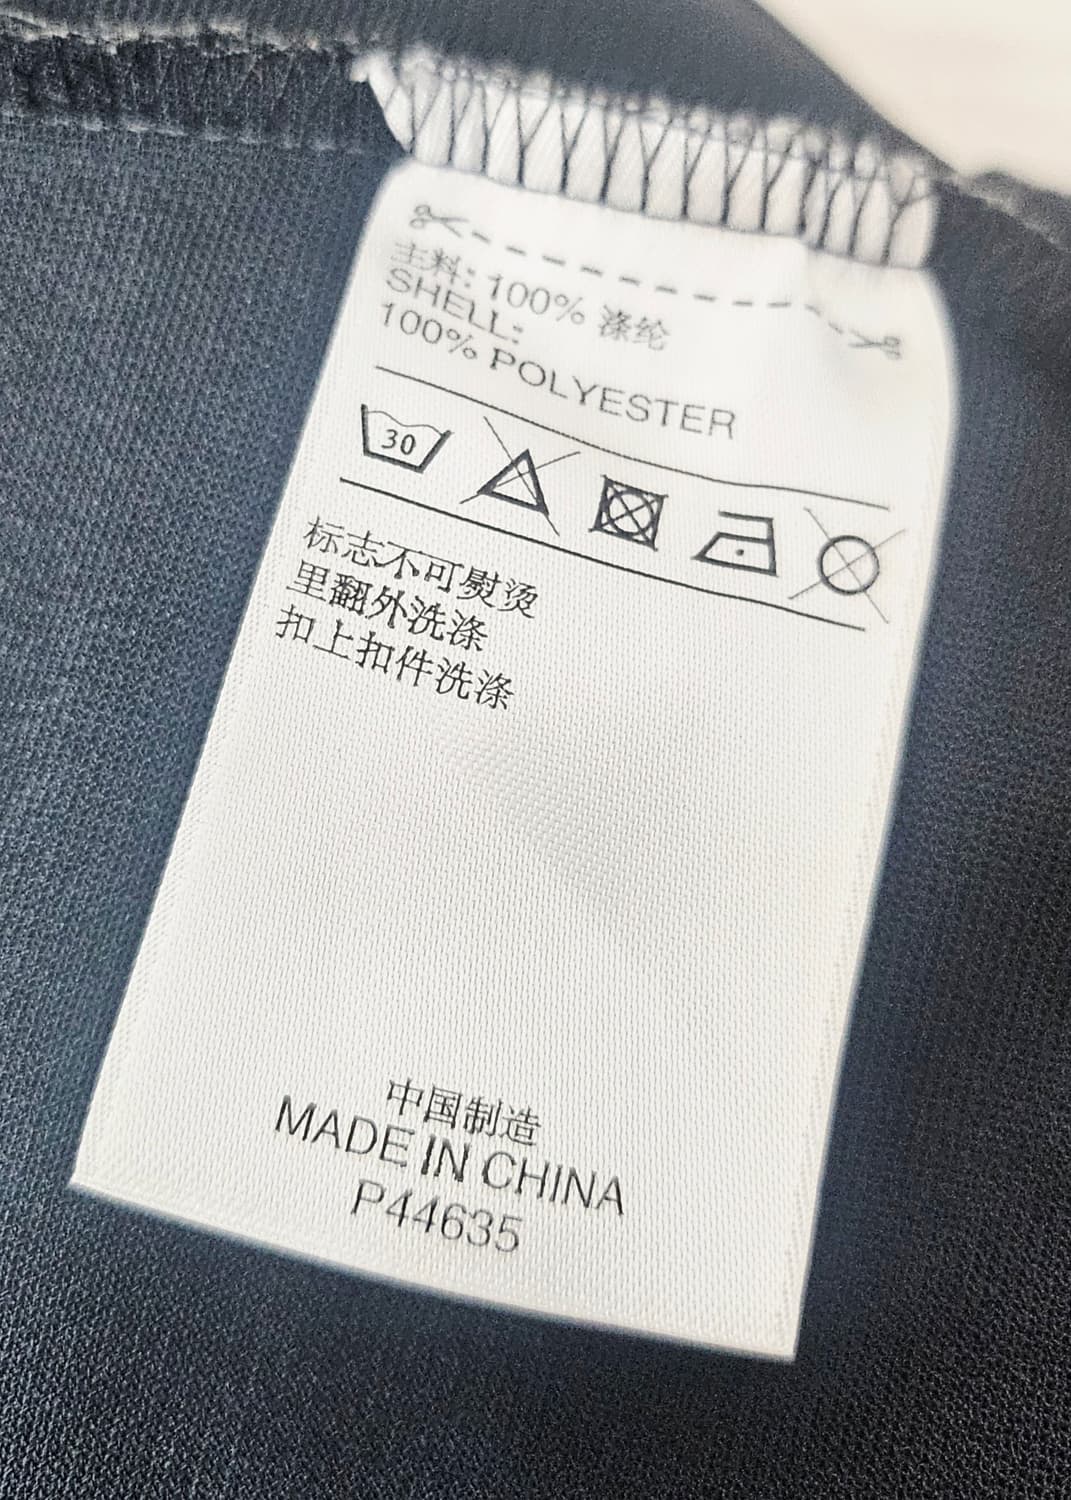 主料: 100% 涤纶
SHELL:
100% POLYESTER
30
标志不可熨烫
里翻外洗涤
扣上扣件洗涤
中国制造
MADE IN CHINA
P44635